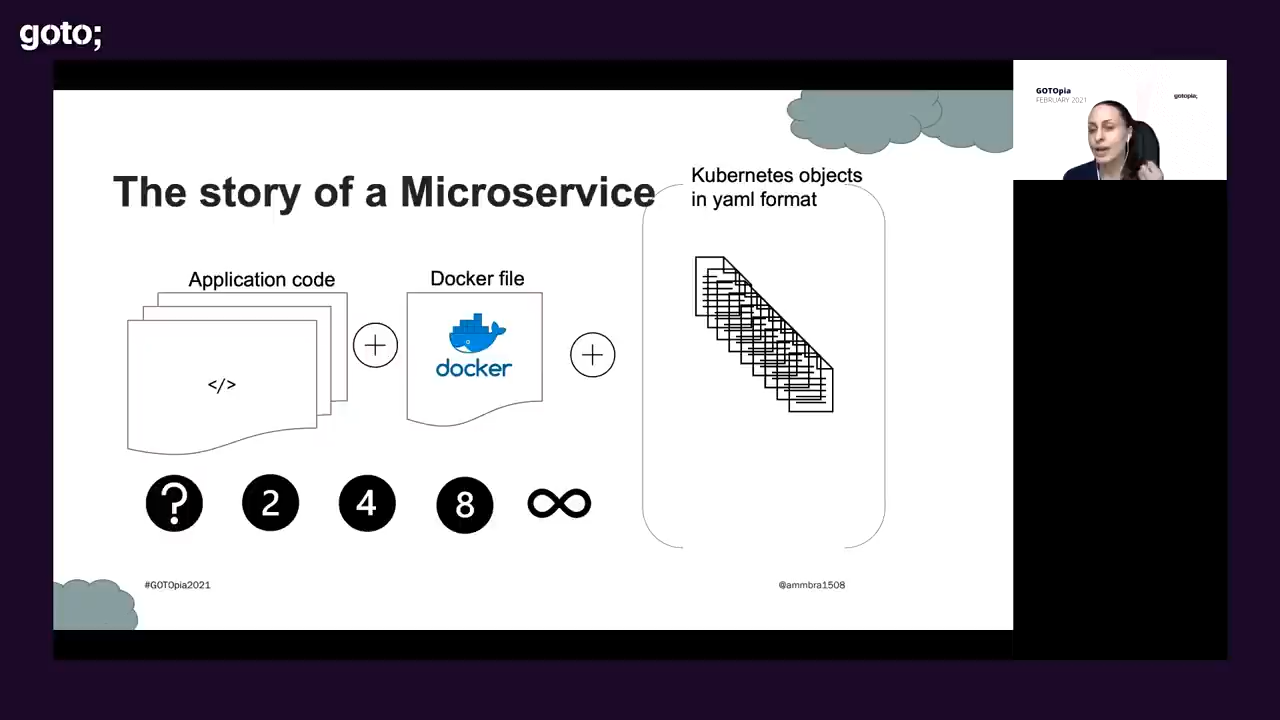 goto;
GOTOpia
FEBRUARY 2021
gotopia;
The story of a Microservice
Kubernetes objects
in yaml format
Application code
Docker file
</>
docker
? 2 4 8 ∞
#GOTOpia2021
@ammbra1508